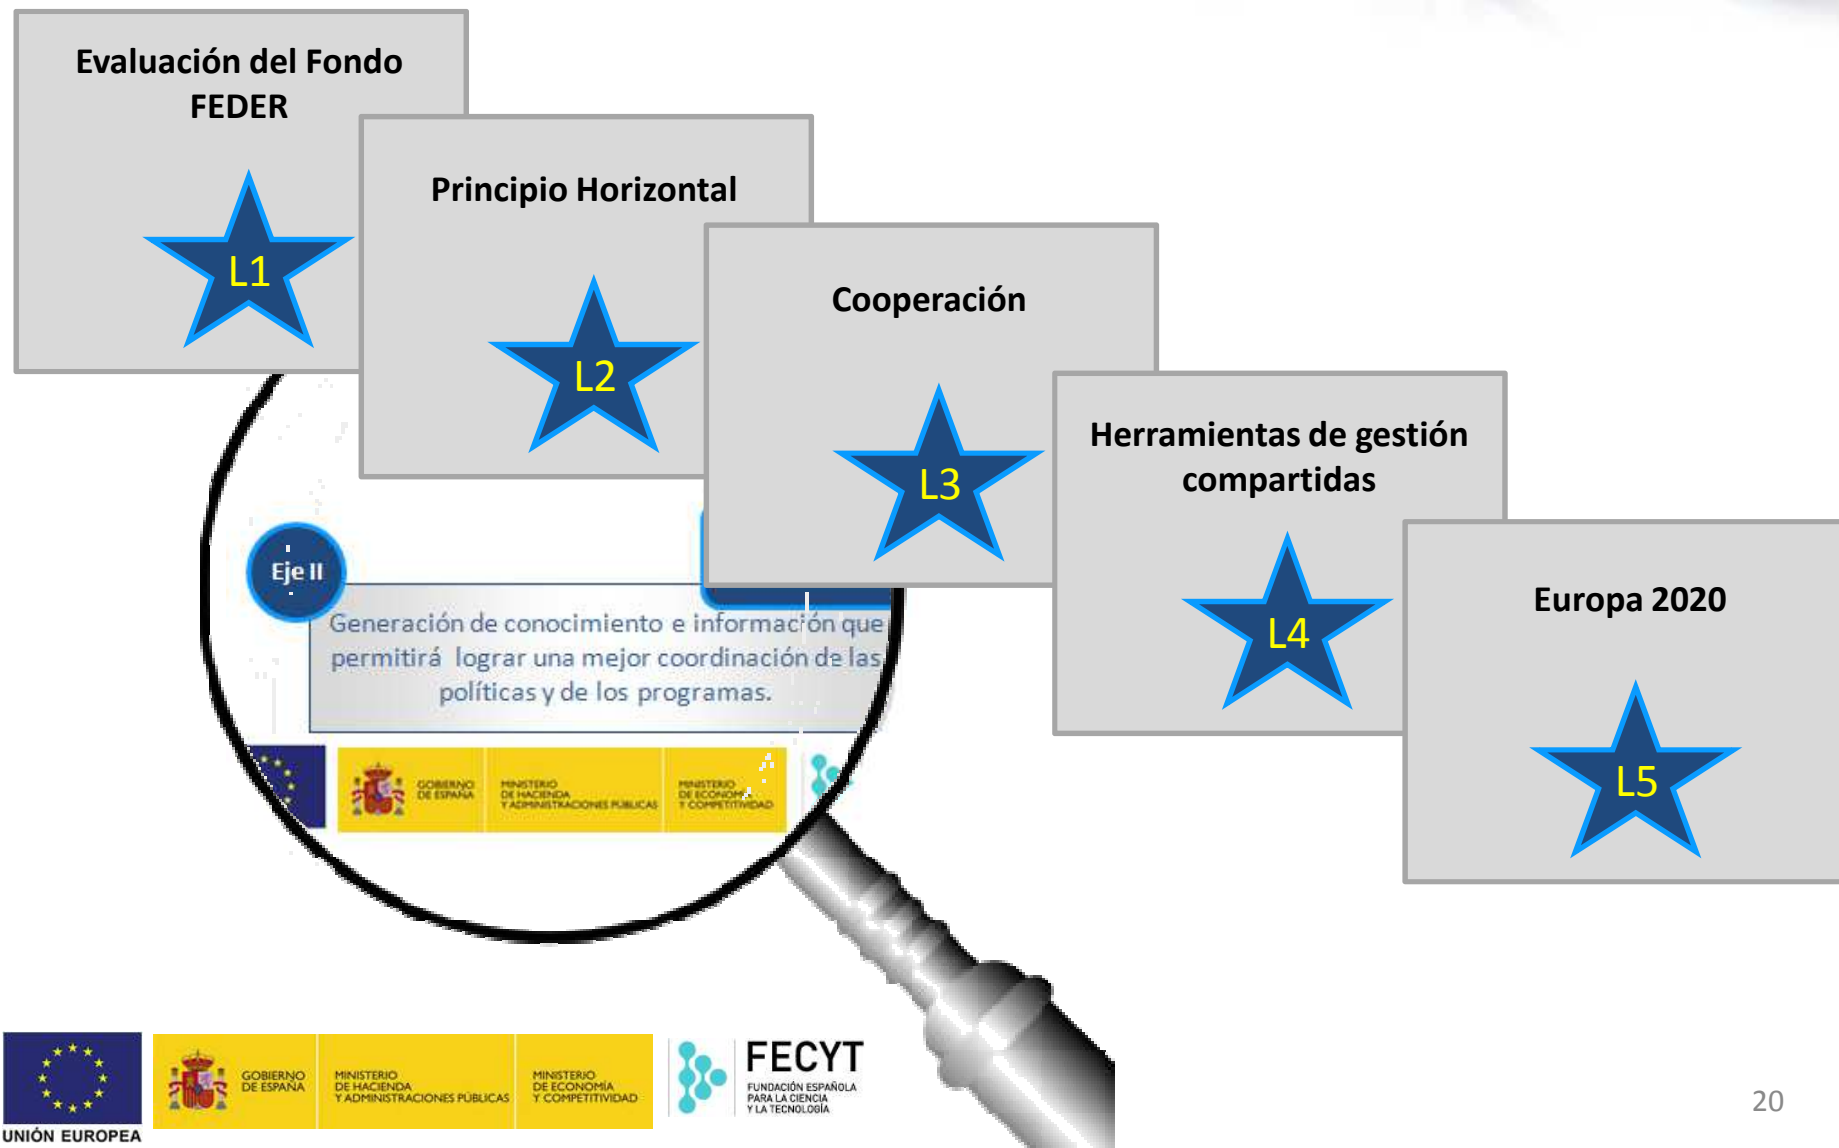 Evaluación del Fondo
FEDER
L1
Principio Horizontal
L2
Cooperación
L3
Herramientas de gestión
compartidas
L4
Europa 2020
L5
Eje II
Generación de conocimiento e información que
permitirá lograr una mejor coordinación de las
políticas y de los programas.
GOBIERNO
DE ESPAÑA
MINISTERIO
DE HACIENDA
Y ADMINISTRACIONES PÚBLICAS
MINISTERIO
DE ECONOMÍA
Y COMPETITIVIDAD
UNIÓN EUROPEA
GOBIERNO
DE ESPAÑA
MINISTERIO
DE HACIENDA
Y ADMINISTRACIONES PÚBLICAS
MINISTERIO
DE ECONOMÍA
Y COMPETITIVIDAD
FECYT
FUNDACIÓN ESPAÑOLA
PARA LA CIENCIA
Y LA TECNOLOGÍA
20